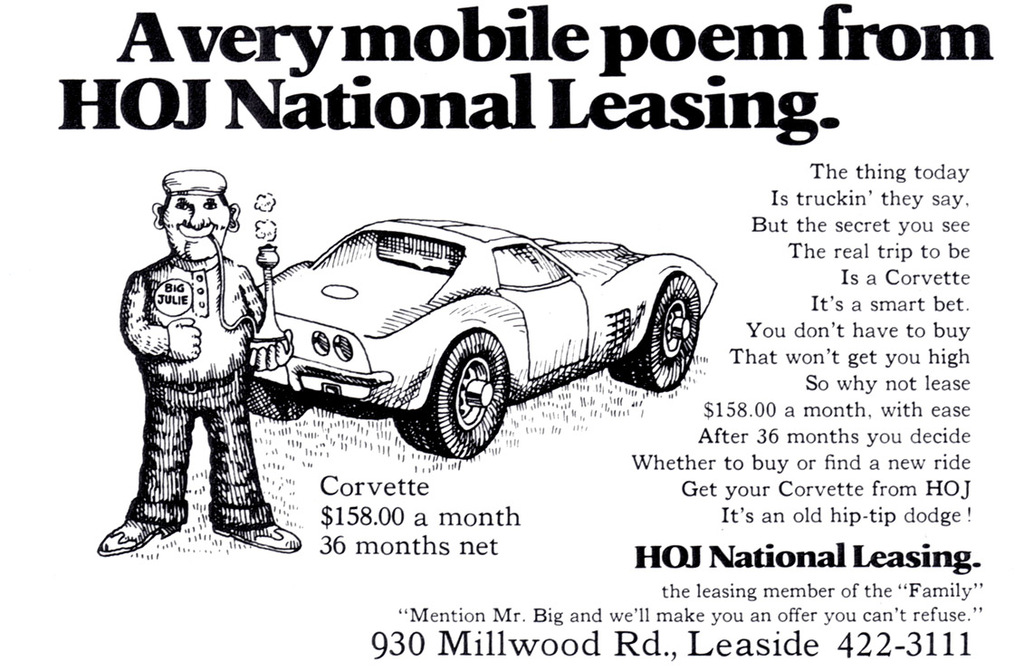 A very mobile poem from
HOJ National Leasing.
BIG
JULIE
Corvette
$158.00 a month
36 months net
The thing today
Is truckin' they say,
But the secret you see
The real trip to be
Is a Corvette
It's a smart bet.
You don't have to buy
That won't get you high
So why not lease
$158.00 a month, with ease
After 36 months you decide
Whether to buy or find a new ride
Get your Corvette from HOJ
It's an old hip-tip dodge!
HOJ National Leasing.
the leasing member of the "Family"
"Mention Mr. Big and we'll make you an offer you can't refuse."
930 Millwood Rd., Leaside 422-3111